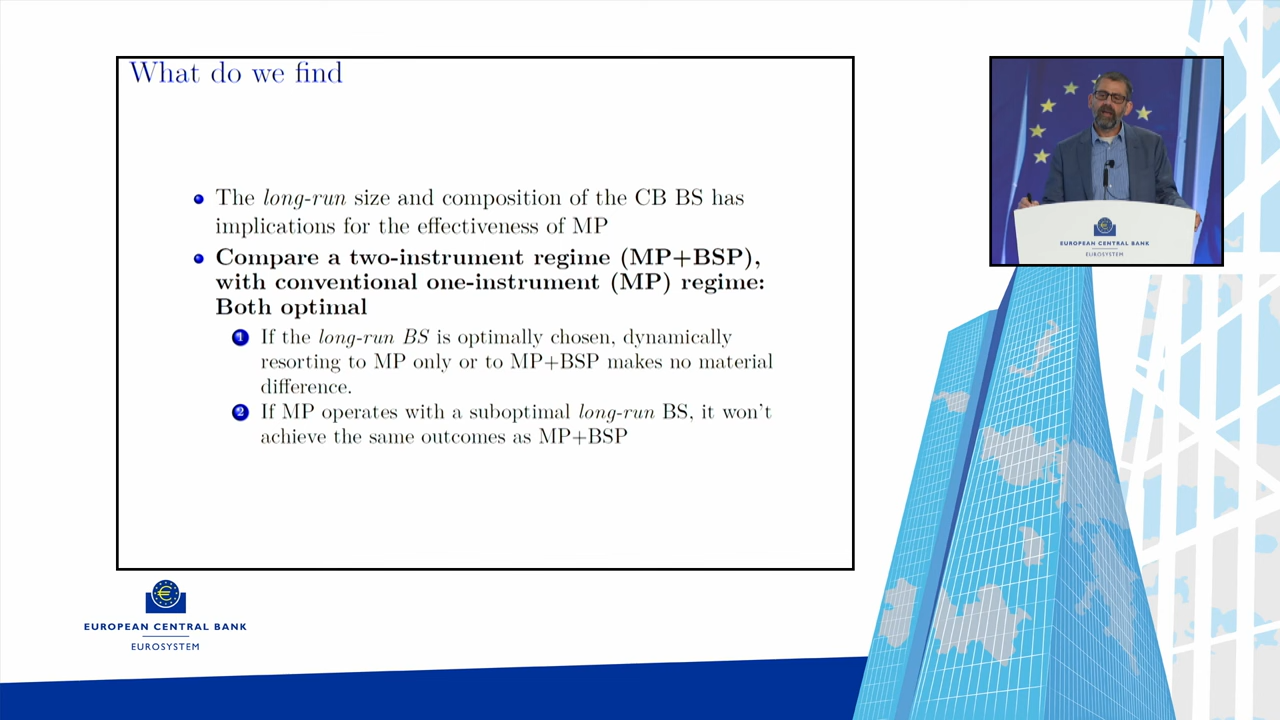 What do we find
The long-run size and composition of the CB BS has
implications for the effectiveness of MP
Compare a two-instrument regime (MP+BSP),
with conventional one-instrument (MP) regime:
Both optimal
1 If the long-run BS is optimally chosen, dynamically
resorting to MP only or to MP+BSP makes no material
difference.
2 If MP operates with a suboptimal long-run BS, it won't
achieve the same outcomes as MP+BSP
EUROPEAN CENTRAL BANK
EUROSYSTEM
EUROPEAN CENTRAL BANK
EUROSYSTEM